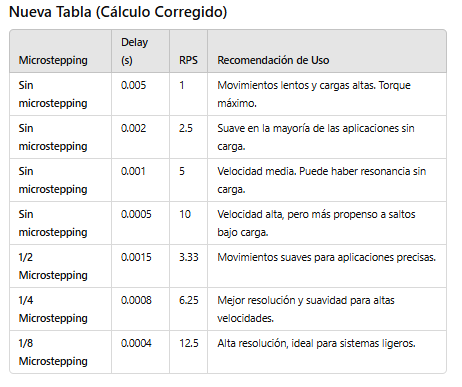 Nueva Tabla (Cálculo Corregido)
Delay
Microstepping (s) RPS Recomendación de Uso
Sin 0.005 1 Movimientos lentos y cargas altas. Torque
microstepping máximo.
Sin 0.002 2.5 Suave en la mayoría de las aplicaciones sin
microstepping carga.
Sin 0.001 5 Velocidad media. Puede haber resonancia sin
microstepping carga.
Sin 0.0005 10 Velocidad alta, pero más propenso a saltos
microstepping bajo carga.
1/2 0.0015 3.33 Movimientos suaves para aplicaciones precisas.
Microstepping
1/4 0.0008 6.25 Mejor resolución y suavidad para altas
Microstepping velocidades.
1/8 0.0004 12.5 Alta resolución, ideal para sistemas ligeros.
Microstepping